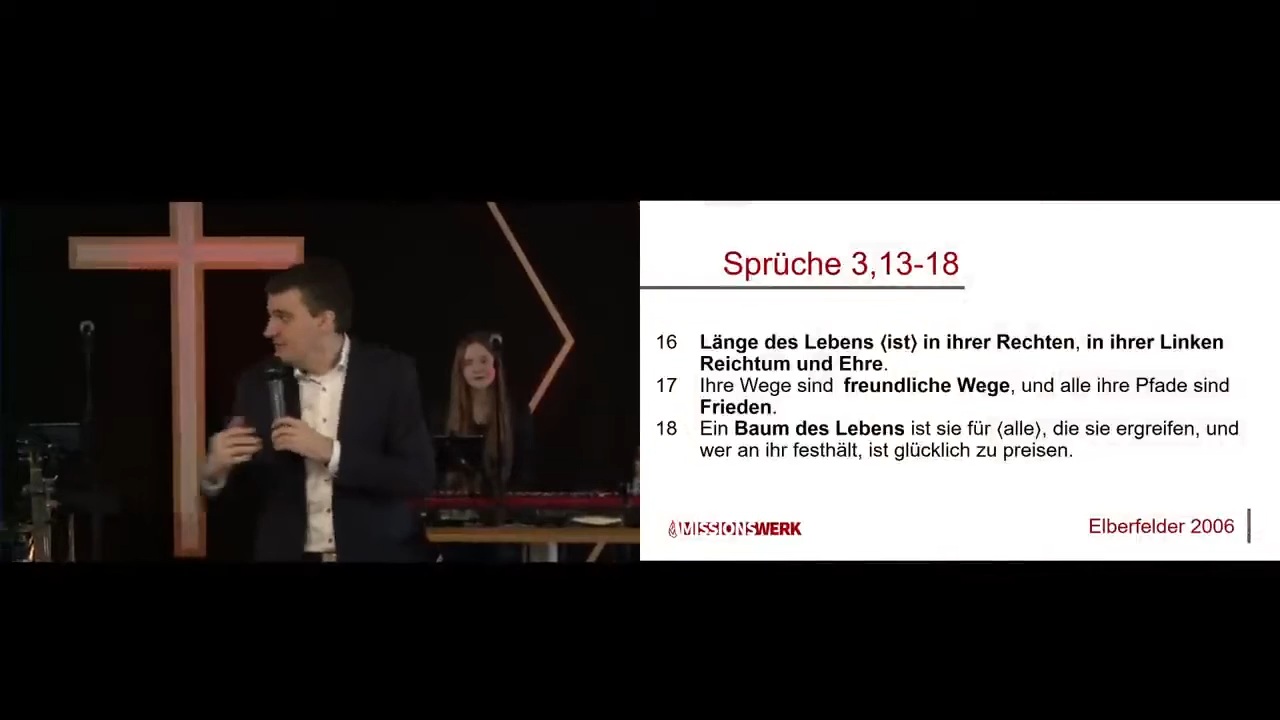 Sprüche 3,13-18
16 Länge des Lebens ⟨ist⟩ in ihrer Rechten, in ihrer Linken
Reichtum und Ehre.
17 Ihre Wege sind freundliche Wege, und alle ihre Pfade sind
Frieden.
18 Ein Baum des Lebens ist sie für ⟨alle⟩, die sie ergreifen, und
wer an ihr festhält, ist glücklich zu preisen.
MISSIONSWERK
Elberfelder 2006